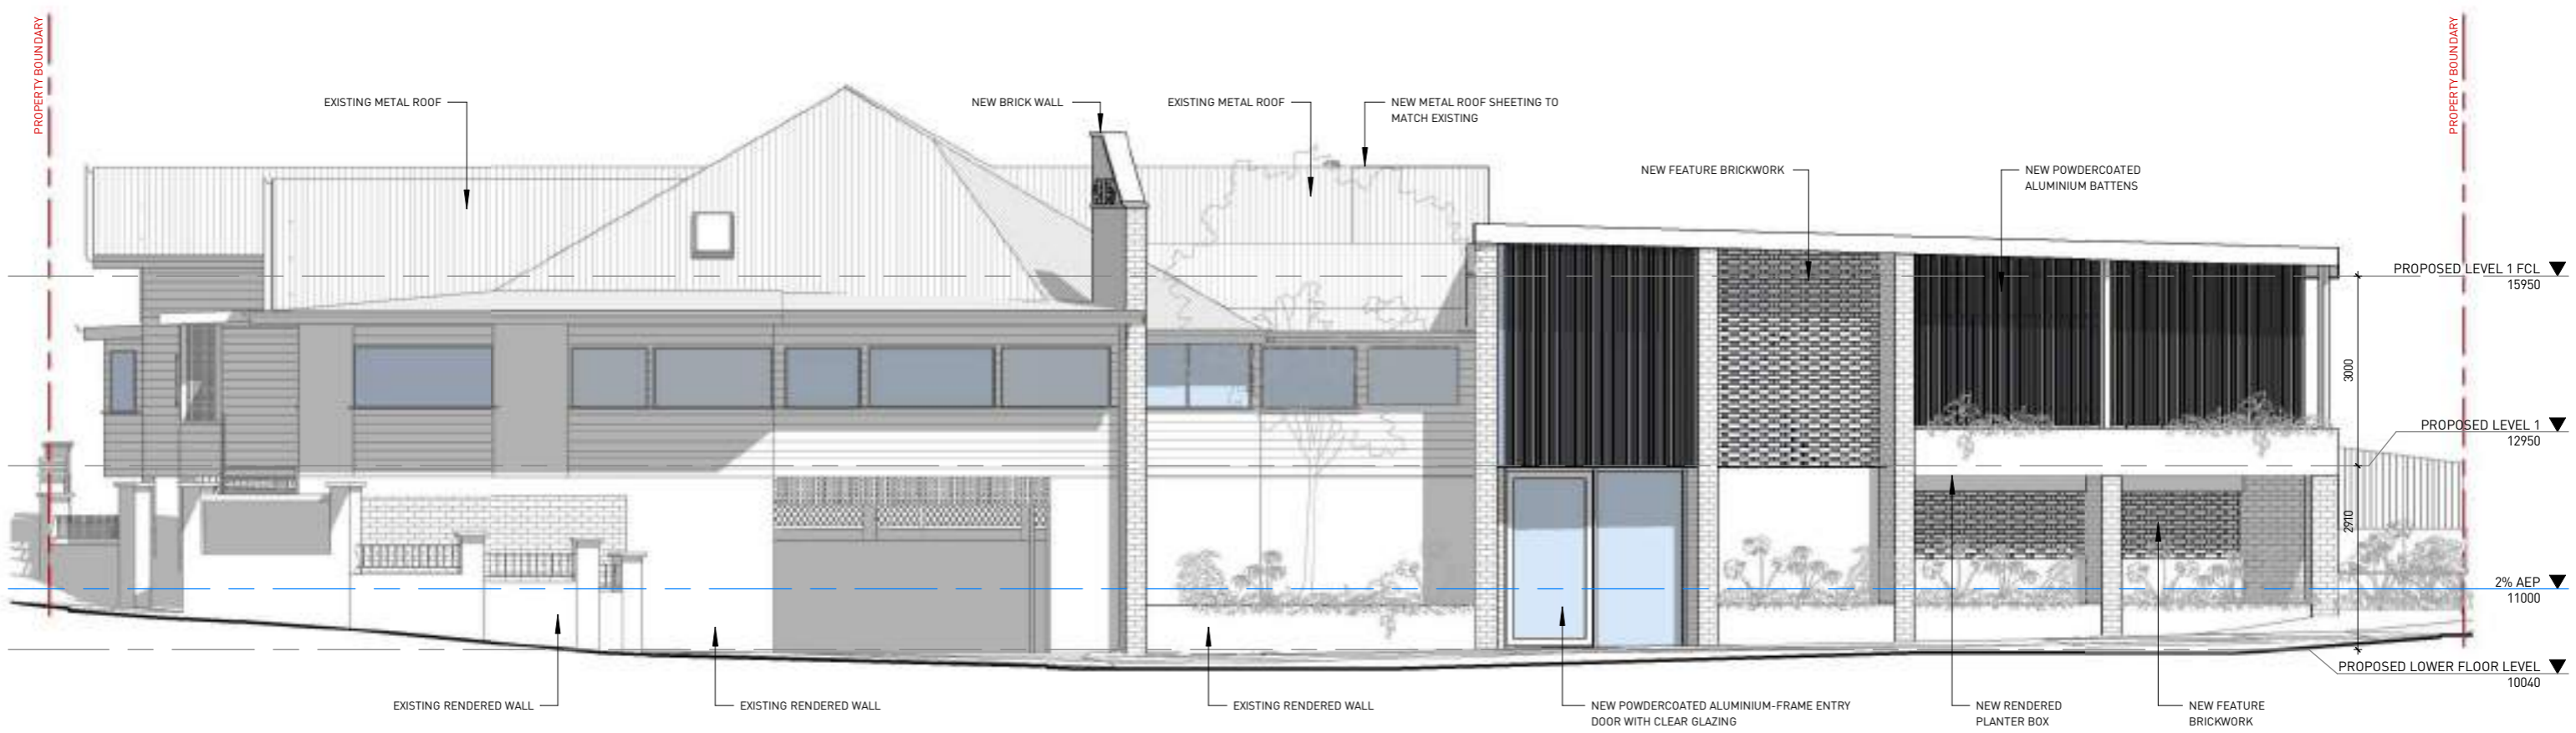 PROPERTY BOUNDARY
PROPERTY BOUNDARY
EXISTING METAL ROOF
NEW BRICK WALL
EXISTING METAL ROOF
NEW METAL ROOF SHEETING TO
MATCH EXISTING
NEW FEATURE BRICKWORK
NEW POWDERCOATED
ALUMINIUM BATTENS
PROPOSED LEVEL 1 FCL
15950
3000
PROPOSED LEVEL 1
12950
2910
2% AEP
11000
PROPOSED LOWER FLOOR LEVEL
10040
EXISTING RENDERED WALL
EXISTING RENDERED WALL
EXISTING RENDERED WALL
NEW POWDERCOATED ALUMINIUM-FRAME ENTRY
DOOR WITH CLEAR GLAZING
NEW RENDERED
PLANTER BOX
NEW FEATURE
BRICKWORK